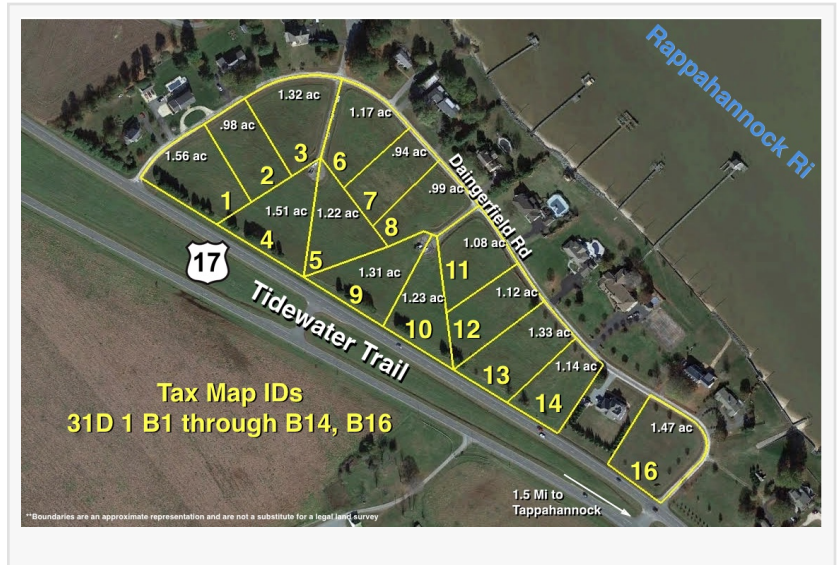 Rappahannock Ri
1.32 ac
1.17 ac
.98 ac
.94 ac
1.56 ac
.99 ac
Daingerfield Rd
1
2
3
6
7
8
1.51 ac
1.22 ac
4
5
1.08 ac
11
17
1.31 ac
9
1.23 ac
10
1.12 ac
12
1.33 ac
13
1.14 ac
14
Tidewater Trail
Tax Map IDs
31D 1 B1 through B14, B16
1.47 ac
16
1.5 Mi to
Tappahannock
**Boundaries are an approximate representation and are not a substitute for a legal land survey